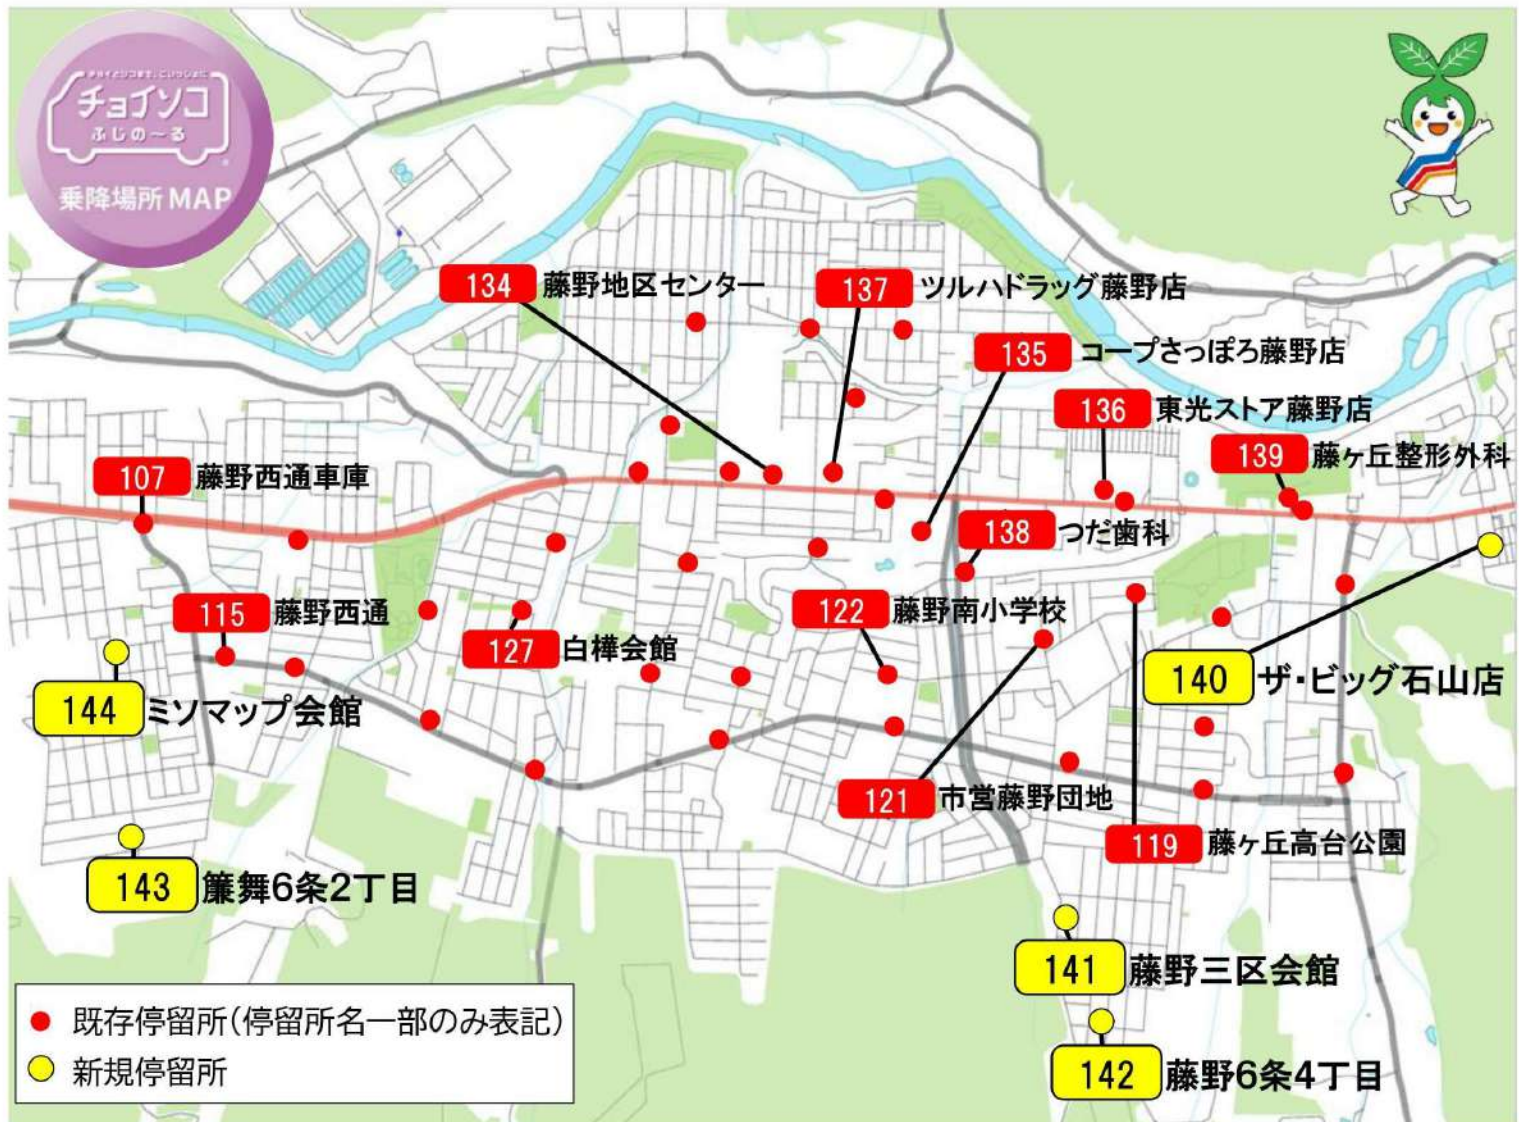 チョイソコ
ふじの～る
乗降場所MAP
134 藤野地区センター
137 ツルハドラッグ藤野店
135 コープさっぽろ藤野店
136 東光ストア藤野店
139 藤ヶ丘整形外科
107 藤野西通車庫
138 つだ歯科
115 藤野西通
122 藤野南小学校
127 白樺会館
140 ザ・ビッグ石山店
144 ミソマップ会館
121 市営藤野団地
119 藤ヶ丘高台公園
143 簾舞6条2丁目
141 藤野三区会館
142 藤野6条4丁目
既存停留所(停留所名一部のみ表記)
新規停留所